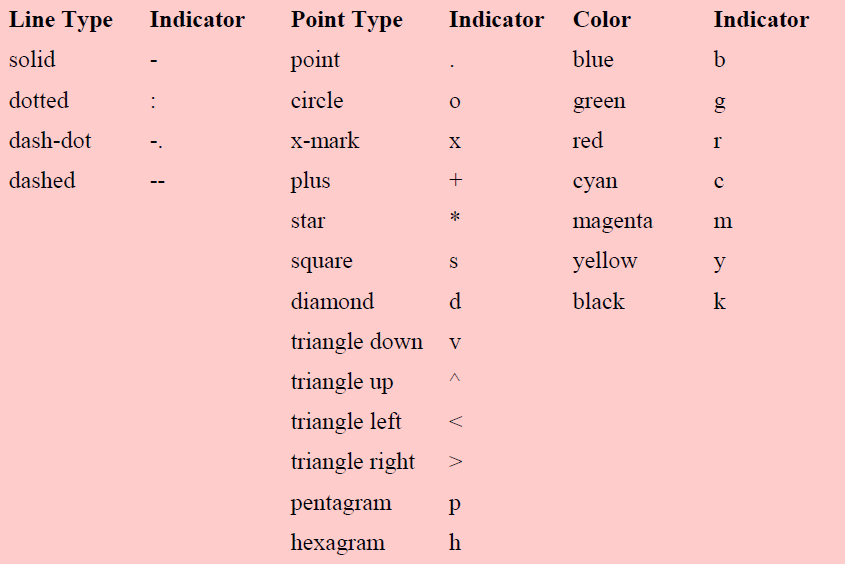 Line Type Indicator Point Type Indicator Color Indicator
solid - point . blue b
dotted : circle o green g
dash-dot -. x-mark x red r
dashed -- plus + cyan c
star * magenta m
square s yellow y
diamond d black k
triangle down v
triangle up ^
triangle left <
triangle right >
pentagram p
hexagram h